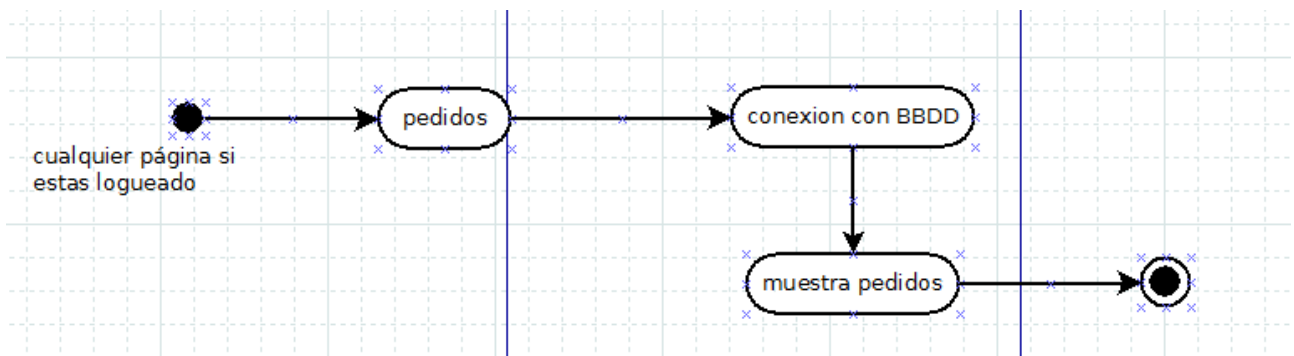 pedidos
conexion con BBDD
cualquier página si
estas logueado
muestra pedidos